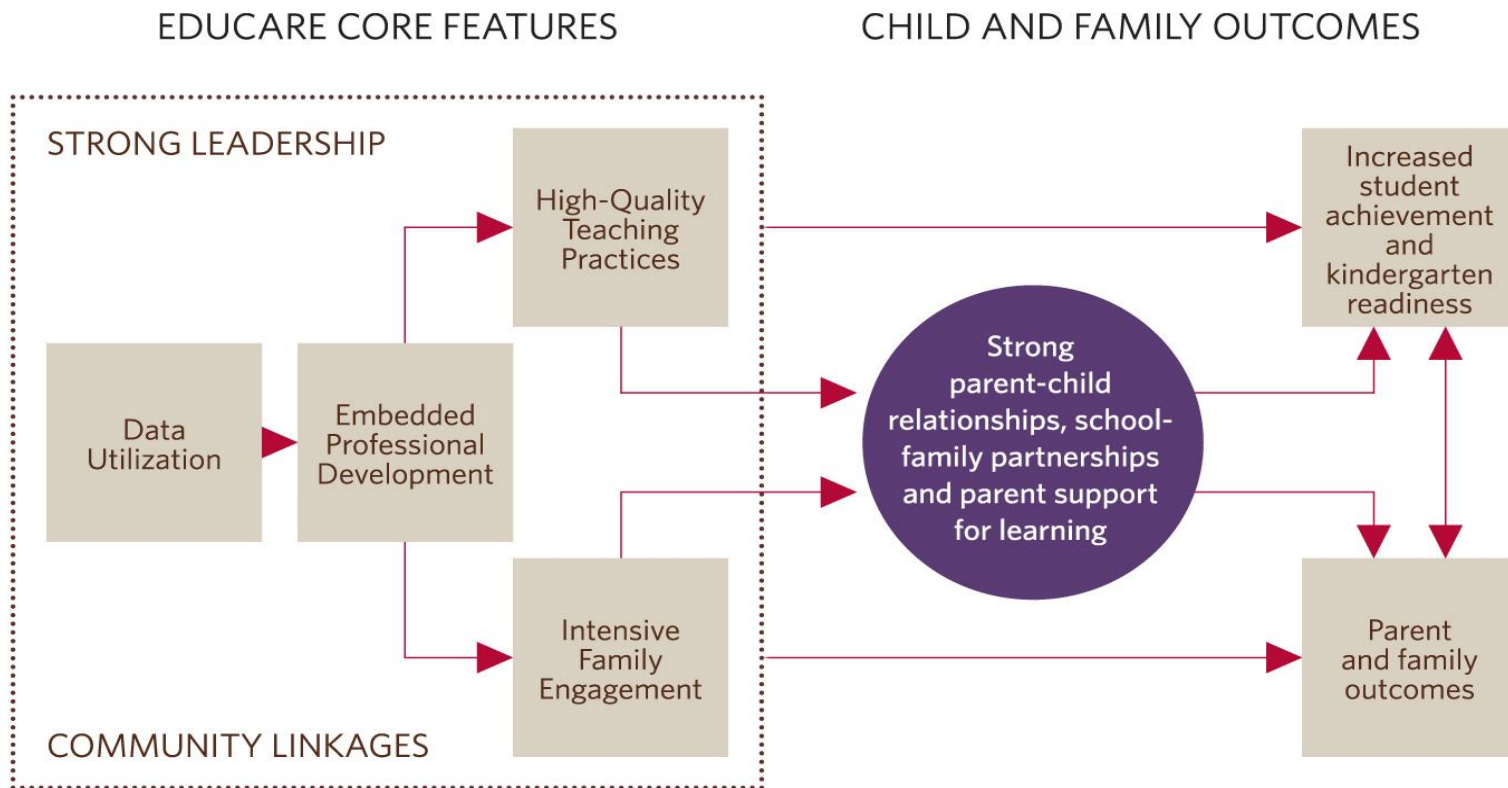 EDUCARE CORE FEATURES
CHILD AND FAMILY OUTCOMES
STRONG LEADERSHIP
High-Quality
Teaching
Practices
Increased
student
achievement
and
kindergarten
readiness
Data
Utilization
Embedded
Professional
Development
Strong
parent-child
relationships, school-
family partnerships
and parent support
for learning
Intensive
Family
Engagement
Parent
and family
outcomes
COMMUNITY LINKAGES